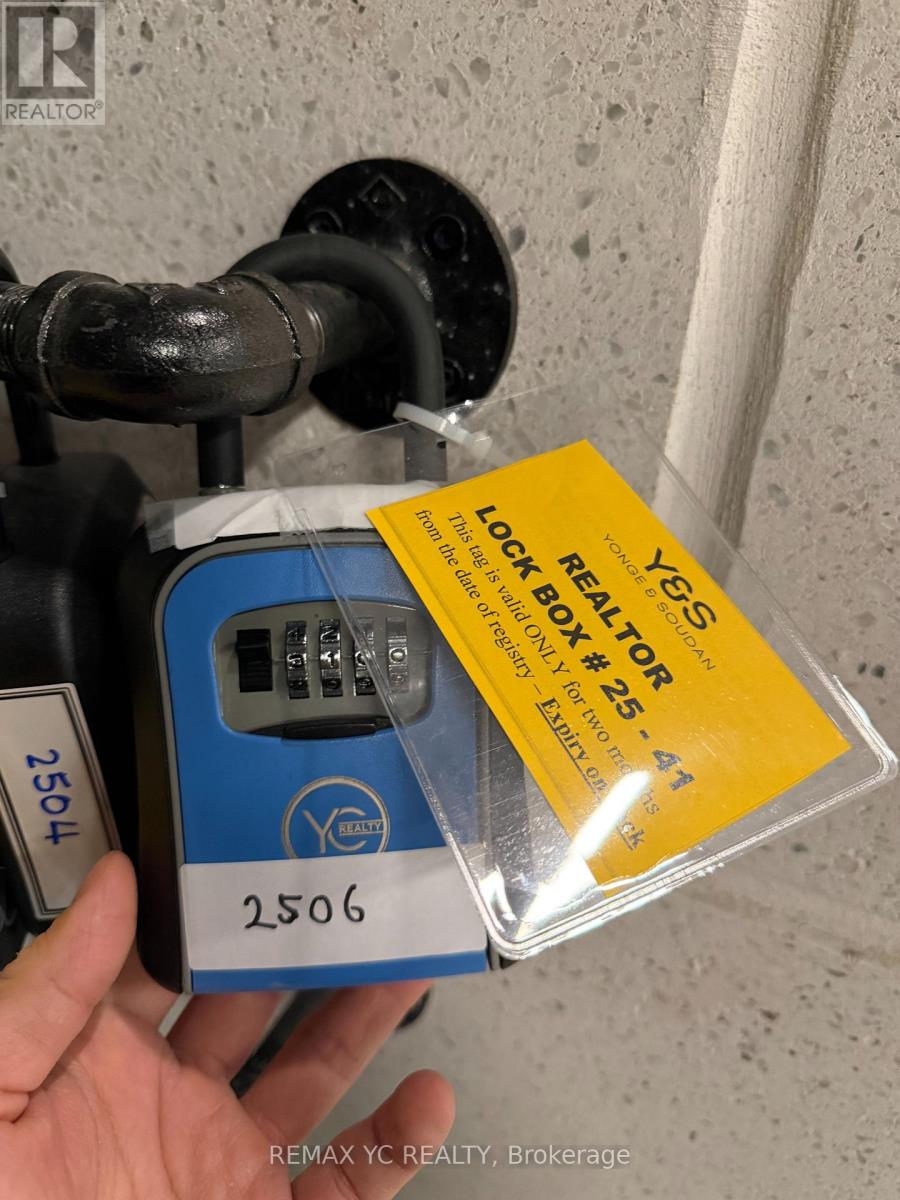 REALTOR®
Y&S
YONGE & SOUDAN
REALTOR
LOCK BOX # 25 - 41
This tag is valid ONLY for two months
from the date of registry – Expiry on
YC
REALTY
2504
2506
REMAX YC REALTY, Brokerage